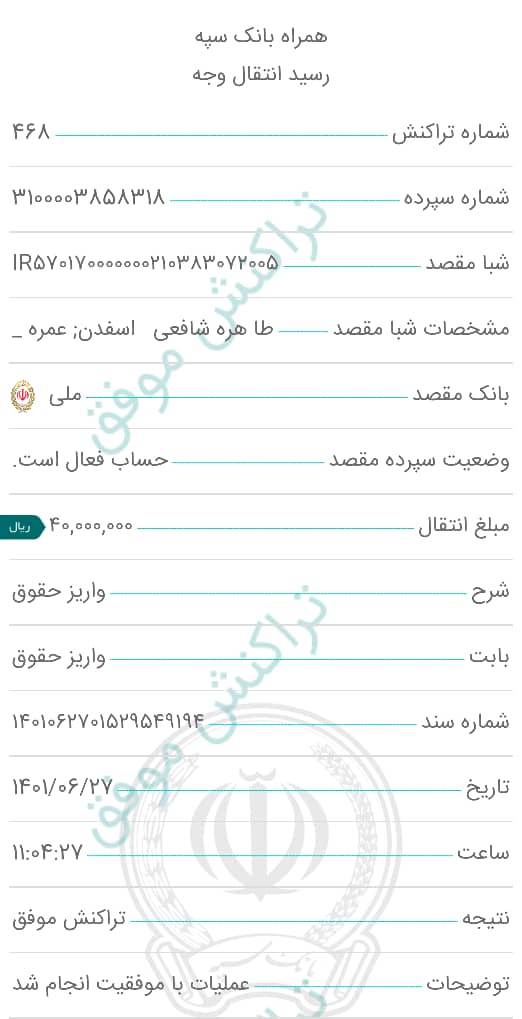 همراه بانک سپه
رسید انتقال وجه
شماره تراکنش ۴۶۸
شماره سپرده ۳۱۰۰۰۰۳۸۵۸۳۱۸
شبا مقصد IR۵۷۰۱۷۰۰۰۰۰۰۰۲۱۰۳۸۳۰۷۲۰۰۵
مشخصات شبا مقصد طا هره شافعی اسفدن; عمره _
بانک مقصد ملی
وضعیت سپرده مقصد حساب فعال است.
مبلغ انتقال ۴۰,۰۰۰,۰۰۰ ریال
شرح واریز حقوق
بابت واریز حقوق
شماره سند ۱۴۰۱۰۶۲۷۰۱۵۲۹۵۴۹۱۹۴
تاریخ ۱۴۰۱/۰۶/۲۷
ساعت ۱۱:۰۴:۲۷
نتیجه تراکنش موفق
توضیحات عملیات با موفقیت انجام شد
تراکنش موفق
تراکنش موفق
بانک سپه